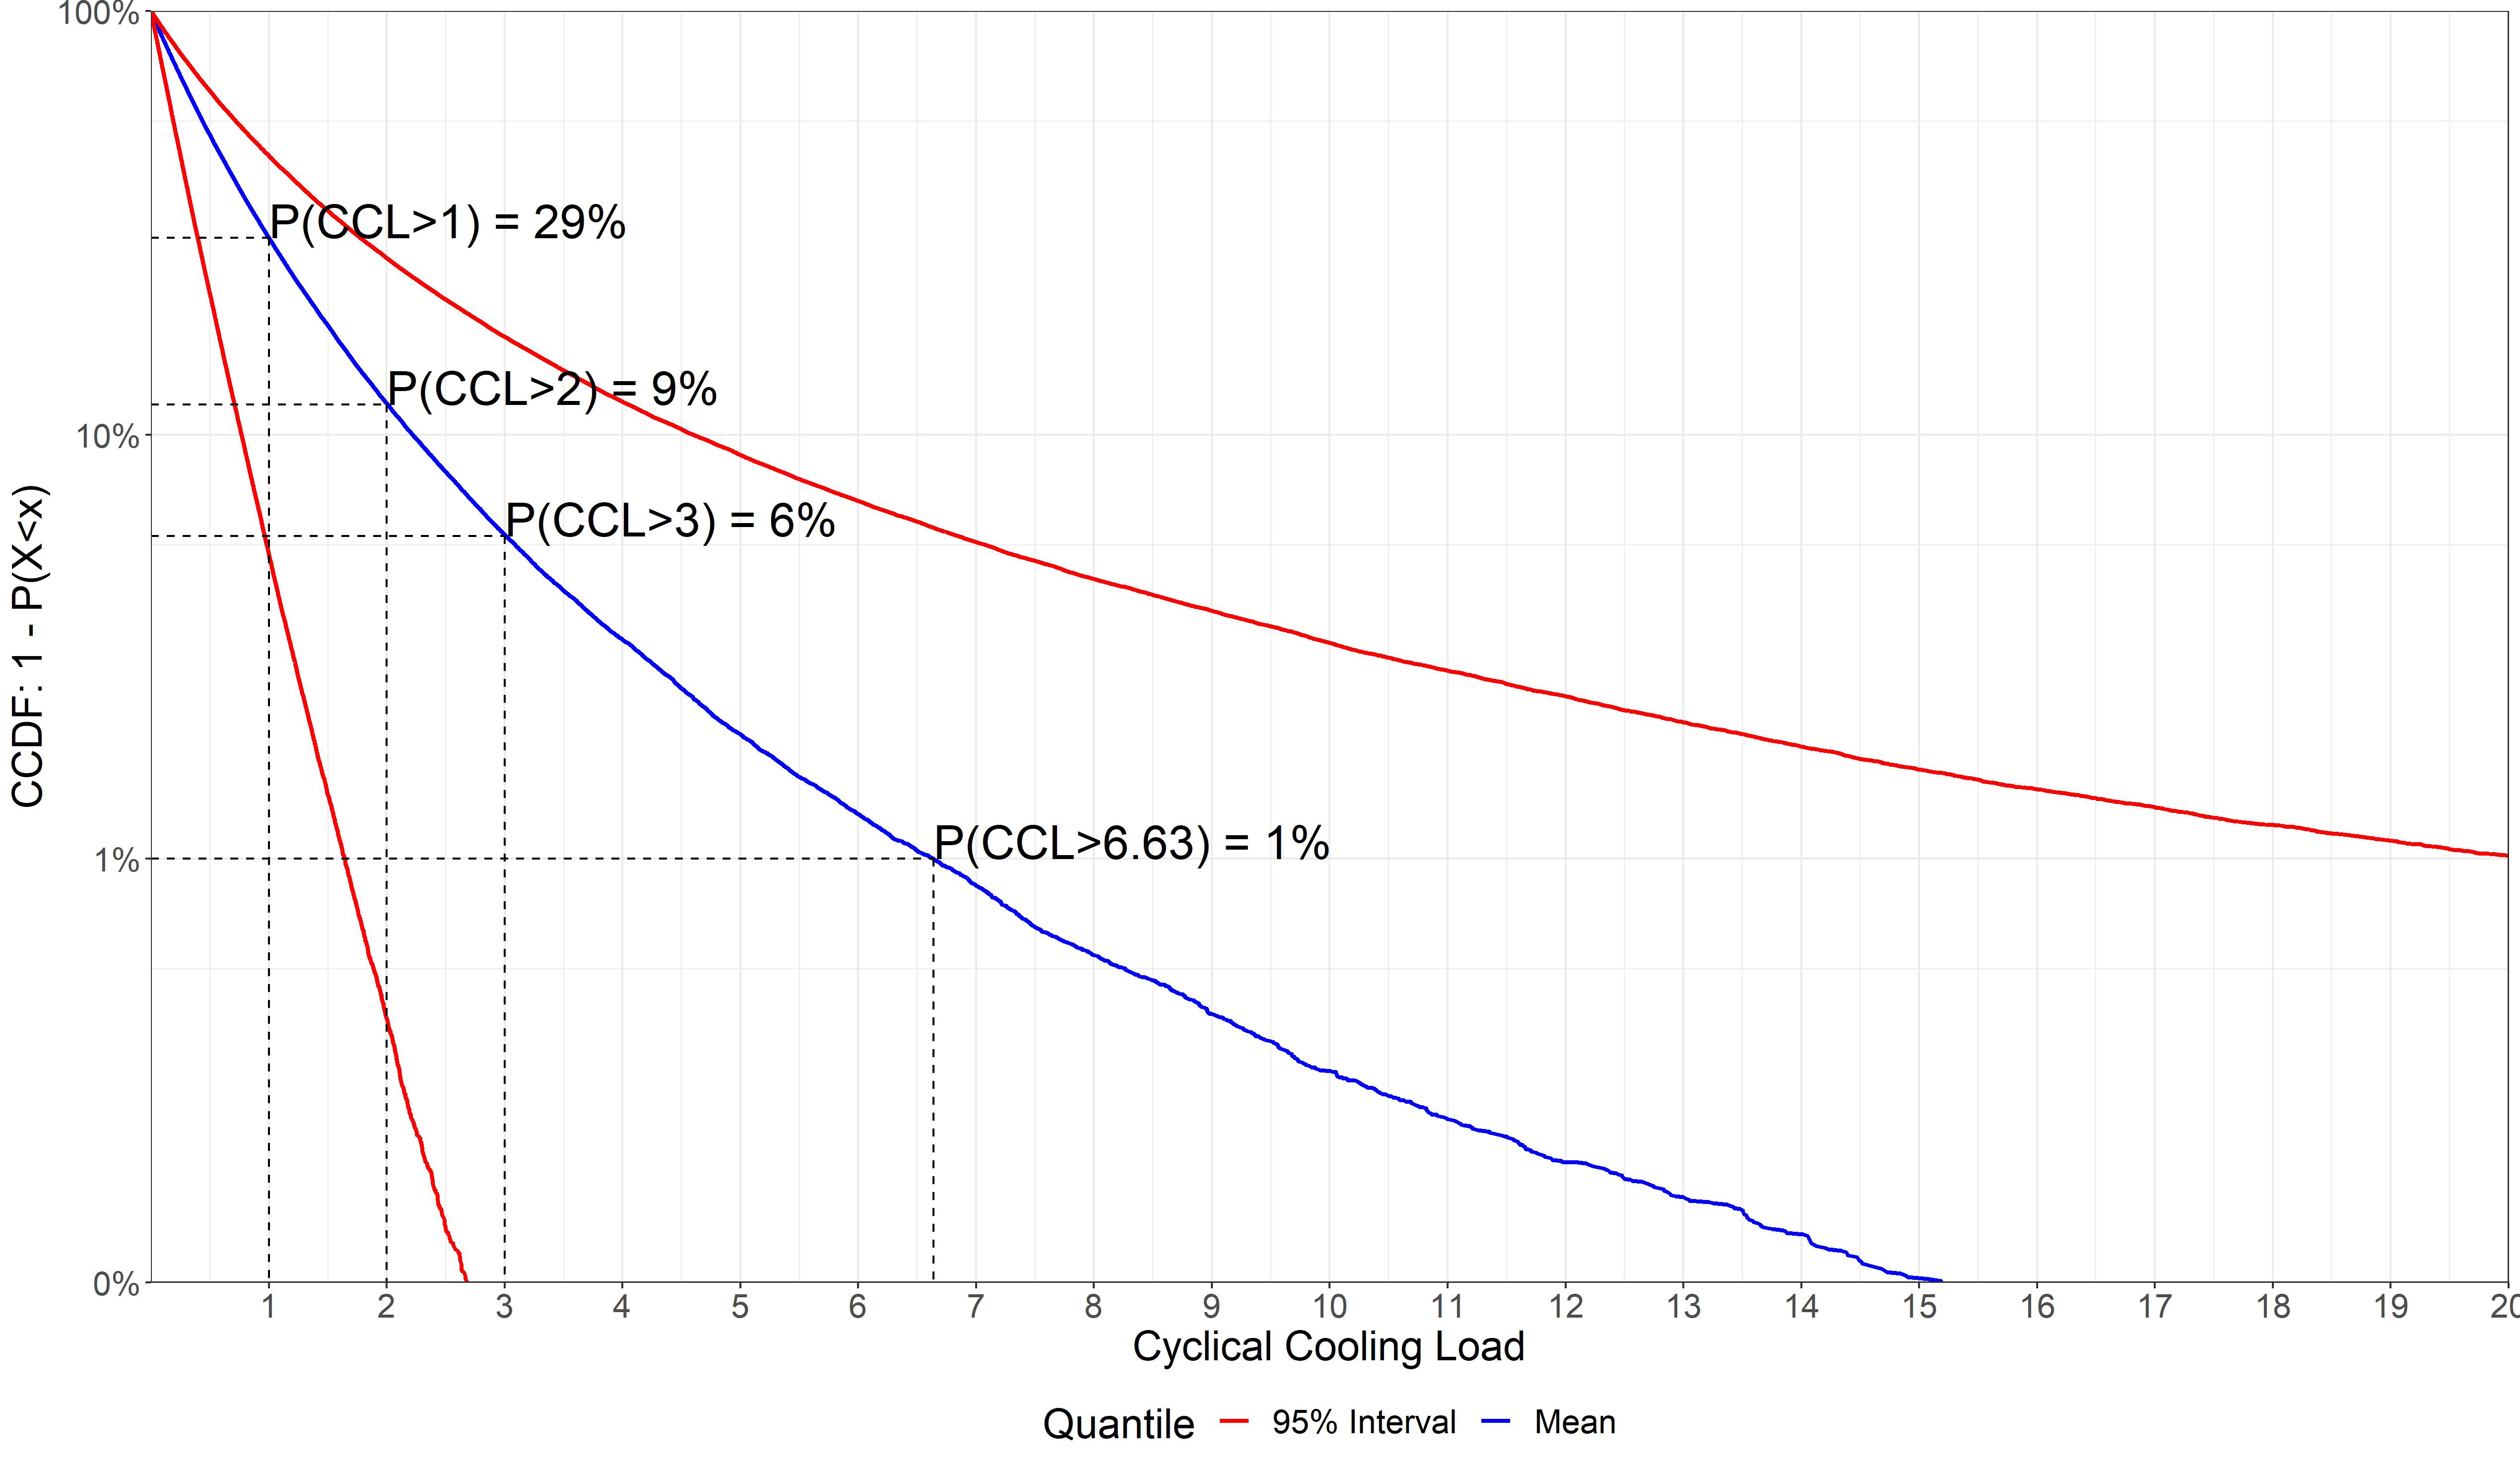 100%
P(CCL>1) = 29%
P(CCL>2) = 9%
10%
P(CCL>3) = 6%
CCDF: 1 - P(X<x)
P(CCL>6.63) = 1%
1%
0%
1 2 3 4 5 6 7 8 9 10 11 12 13 14 15 16 17 18 19 20
Cyclical Cooling Load
Quantile 95% Interval Mean